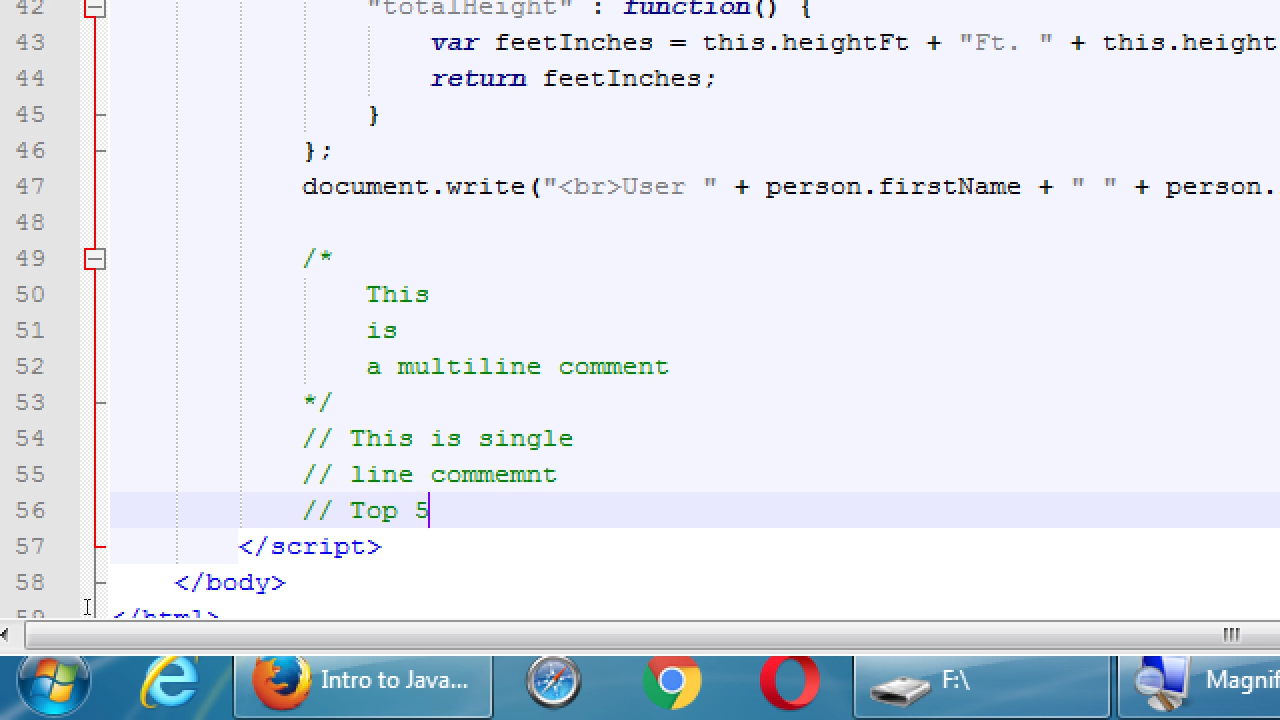 42 "totalHeight" : function() {
43 var feetInches = this.heightFt + "Ft. " + this.height
44 return feetInches;
45 }
46 };
47 document.write("<br>User " + person.firstName + " " + person.
48
49 /*
50 This
51 is
52 a multiline comment
53 */
54 // This is single
55 // line commemnt
56 // Top 5
57 </script>
58 </body>
59 </html>
Intro to Java...
F:\
Magnif